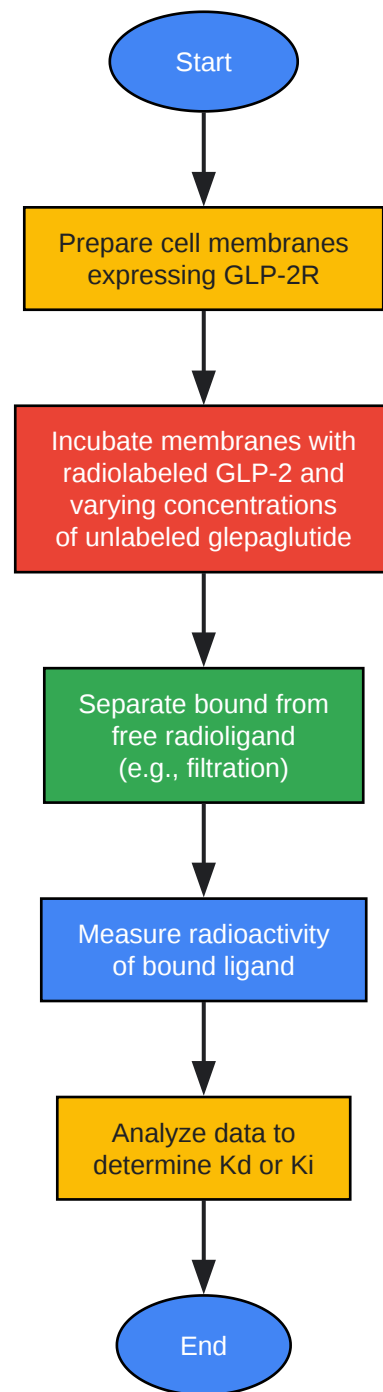 Start
Prepare cell membranes
expressing GLP-2R
Incubate membranes with
radiolabeled GLP-2 and
varying concentrations
of unlabeled glepaglutide
Separate bound from
free radioligand
(e.g., filtration)
Measure radioactivity
of bound ligand
Analyze data to
determine Kd or Ki
End